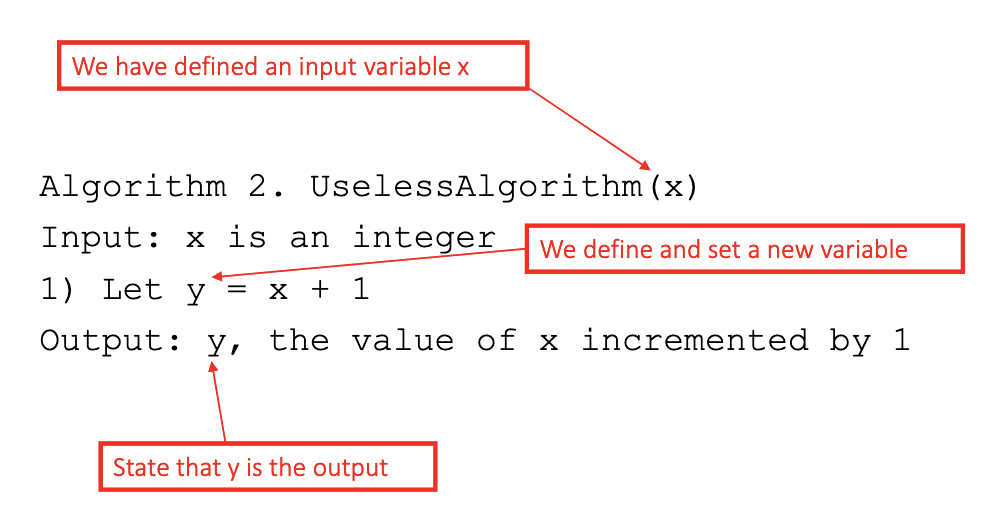 We have defined an input variable x
Algorithm 2. UselessAlgorithm(x)
Input: x is an integer
We define and set a new variable
1) Let y = x + 1
Output: y, the value of x incremented by 1
State that y is the output